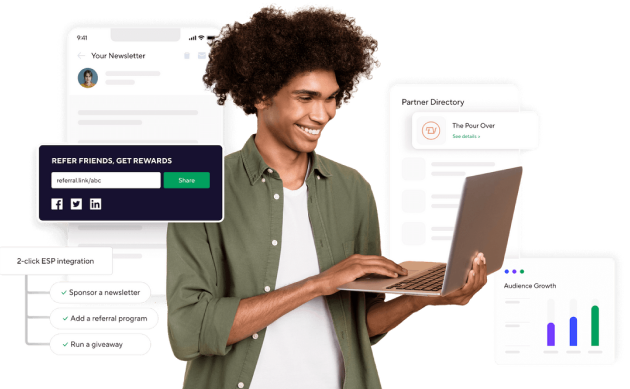 9:41
Your Newsletter
REFER FRIENDS, GET REWARDS
referral.link/abc
Share
2-click ESP integration
Sponsor a newsletter
Add a referral program
Run a giveaway
Partner Directory
The Pour Over
See details >
Audience Growth